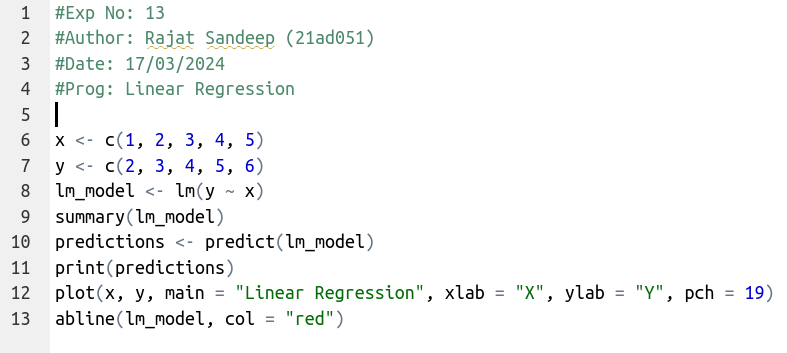 1 #Exp No: 13
2 #Author: Rajat Sandeep (21ad051)
3 #Date: 17/03/2024
4 #Prog: Linear Regression
5
6 x <- c(1, 2, 3, 4, 5)
7 y <- c(2, 3, 4, 5, 6)
8 lm_model <- lm(y ~ x)
9 summary(lm_model)
10 predictions <- predict(lm_model)
11 print(predictions)
12 plot(x, y, main = "Linear Regression", xlab = "X", ylab = "Y", pch = 19)
13 abline(lm_model, col = "red")